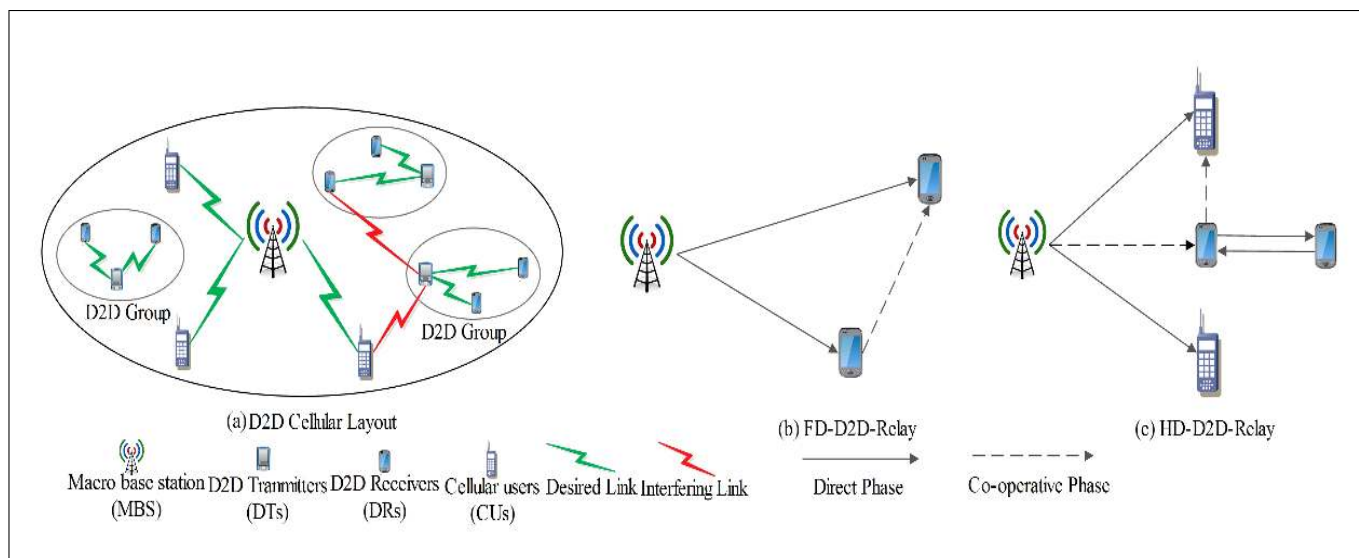 D2D Group
D2D Group
(a) D2D Cellular Layout
(b) FD-D2D-Relay
(c) HD-D2D-Relay
Macro base station
(MBS)
D2D Tranmitters
(DTs)
D2D Receivers
(DRs)
Cellular users
(CUs)
Desired Link
Interfering Link
Direct Phase
Co-operative Phase